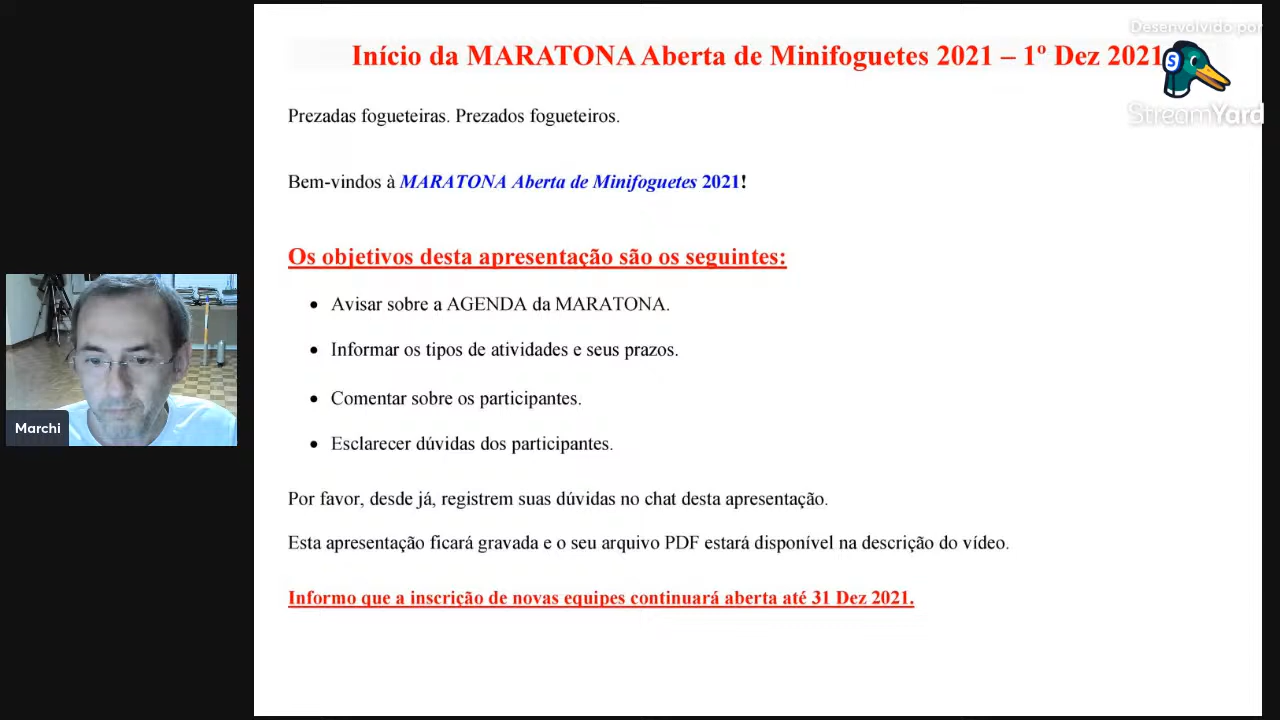 Desenvolvido por
Início da MARATONA Aberta de Minifoguetes 2021 – 1º Dez 2021
StreamYard
Prezadas fogueteiras. Prezados fogueteiros.
Bem-vindos à MARATONA Aberta de Minifoguetes 2021!
Os objetivos desta apresentação são os seguintes:
• Avisar sobre a AGENDA da MARATONA.
• Informar os tipos de atividades e seus prazos.
• Comentar sobre os participantes.
• Esclarecer dúvidas dos participantes.
Marchi
Por favor, desde já, registrem suas dúvidas no chat desta apresentação.
Esta apresentação ficará gravada e o seu arquivo PDF estará disponível na descrição do vídeo.
Informo que a inscrição de novas equipes continuará aberta até 31 Dez 2021.